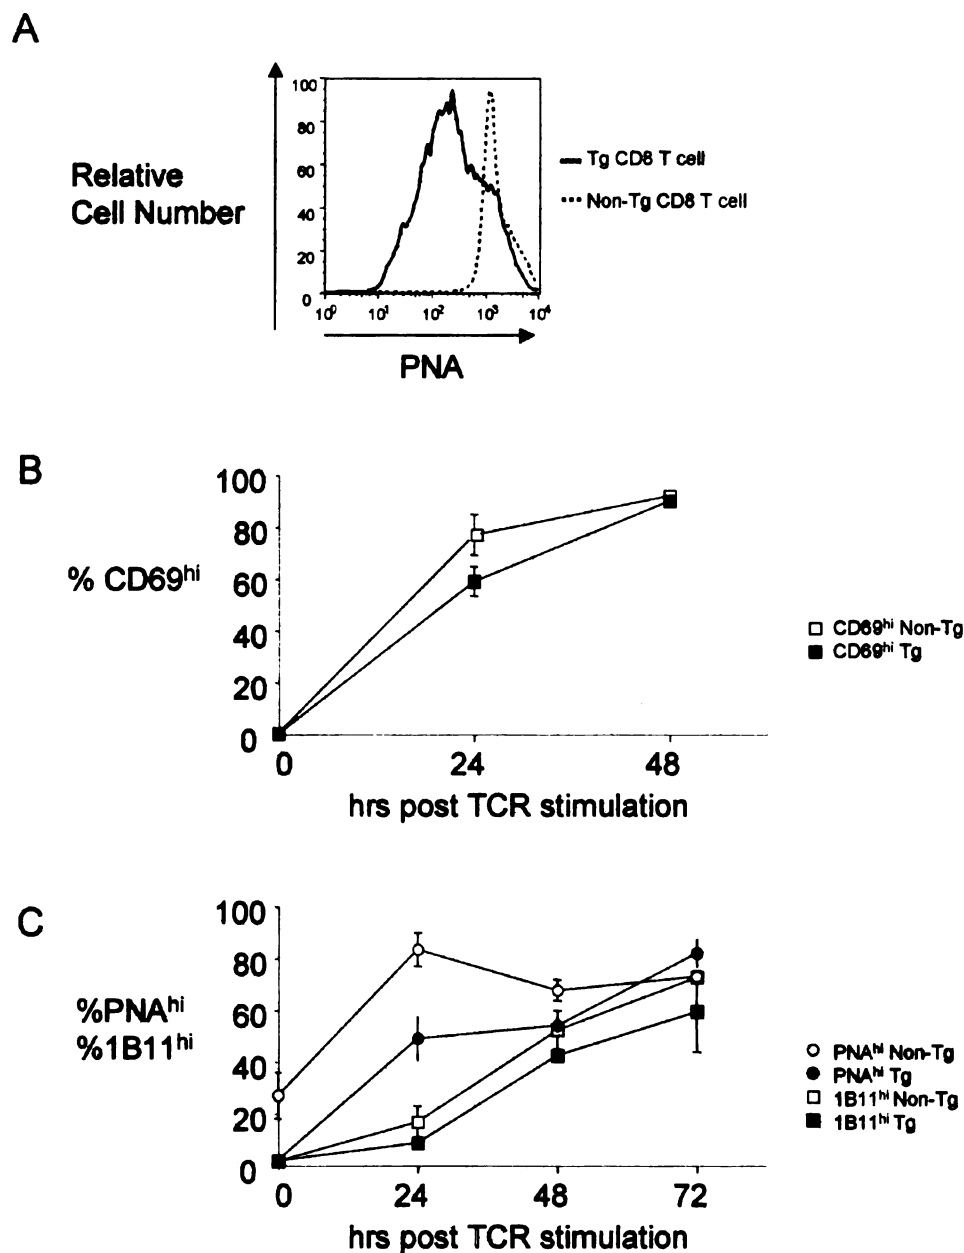 A
Relative
Cell Number
100
80
60
40
20
0
10⁰ 10¹ 10² 10³ 10⁴
PNA
Tg CD8 T cell
Non-Tg CD8 T cell
B
% CD69ʰⁱ
100
80
60
40
20
0
0 24 48
hrs post TCR stimulation
CD69ʰⁱ Non-Tg
CD69ʰⁱ Tg
C
%PNAʰⁱ
%1B11ʰⁱ
100
80
60
40
20
0
0 24 48 72
hrs post TCR stimulation
PNAʰⁱ Non-Tg
PNAʰⁱ Tg
1B11ʰⁱ Non-Tg
1B11ʰⁱ Tg